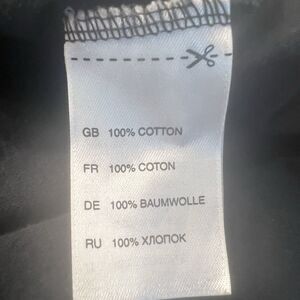 GB 100% COTTON
FR 100% COTON
DE 100% BAUMWOLLE
RU 100% ХЛОПОК